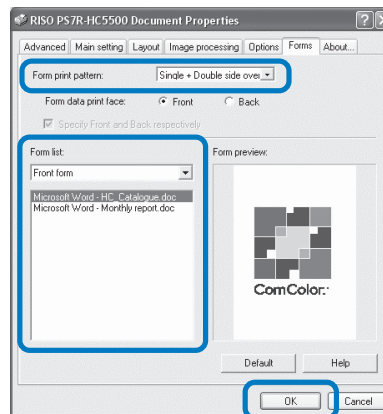 RISO PS7R-HC5500 Document Properties
Advanced Main setting Layout Image processing Options Forms About...
Form print pattern: Single + Double side over
Form data print face: Front Back
Specify Front and Back respectively
Form list: Form preview:
Front form
Microsoft Word - HC_Catalogue.doc
Microsoft Word - Monthly report.doc
ComColor
Default Help
OK Cancel